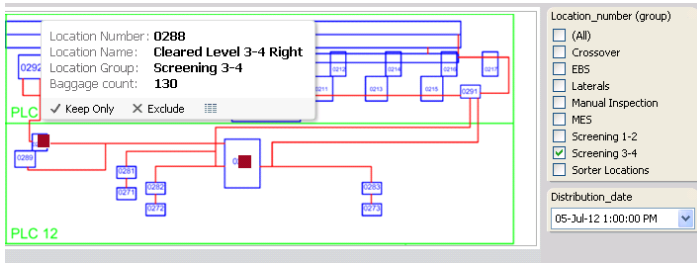 Location Number: 0288
Location Name: Cleared Level 3-4 Right
Location Group: Screening 3-4
Baggage count: 130
Keep Only
Exclude
0292
0212
0214
0216
0217
0211
0213
0215
0291
PLC
0289
0281
0271
0282
0272
0283
0273
PLC 12
Location_number (group)
(All)
Crossover
EBS
Laterals
Manual Inspection
MES
Screening 1-2
Screening 3-4
Sorter Locations
Distribution_date
05-Jul-12 1:00:00 PM